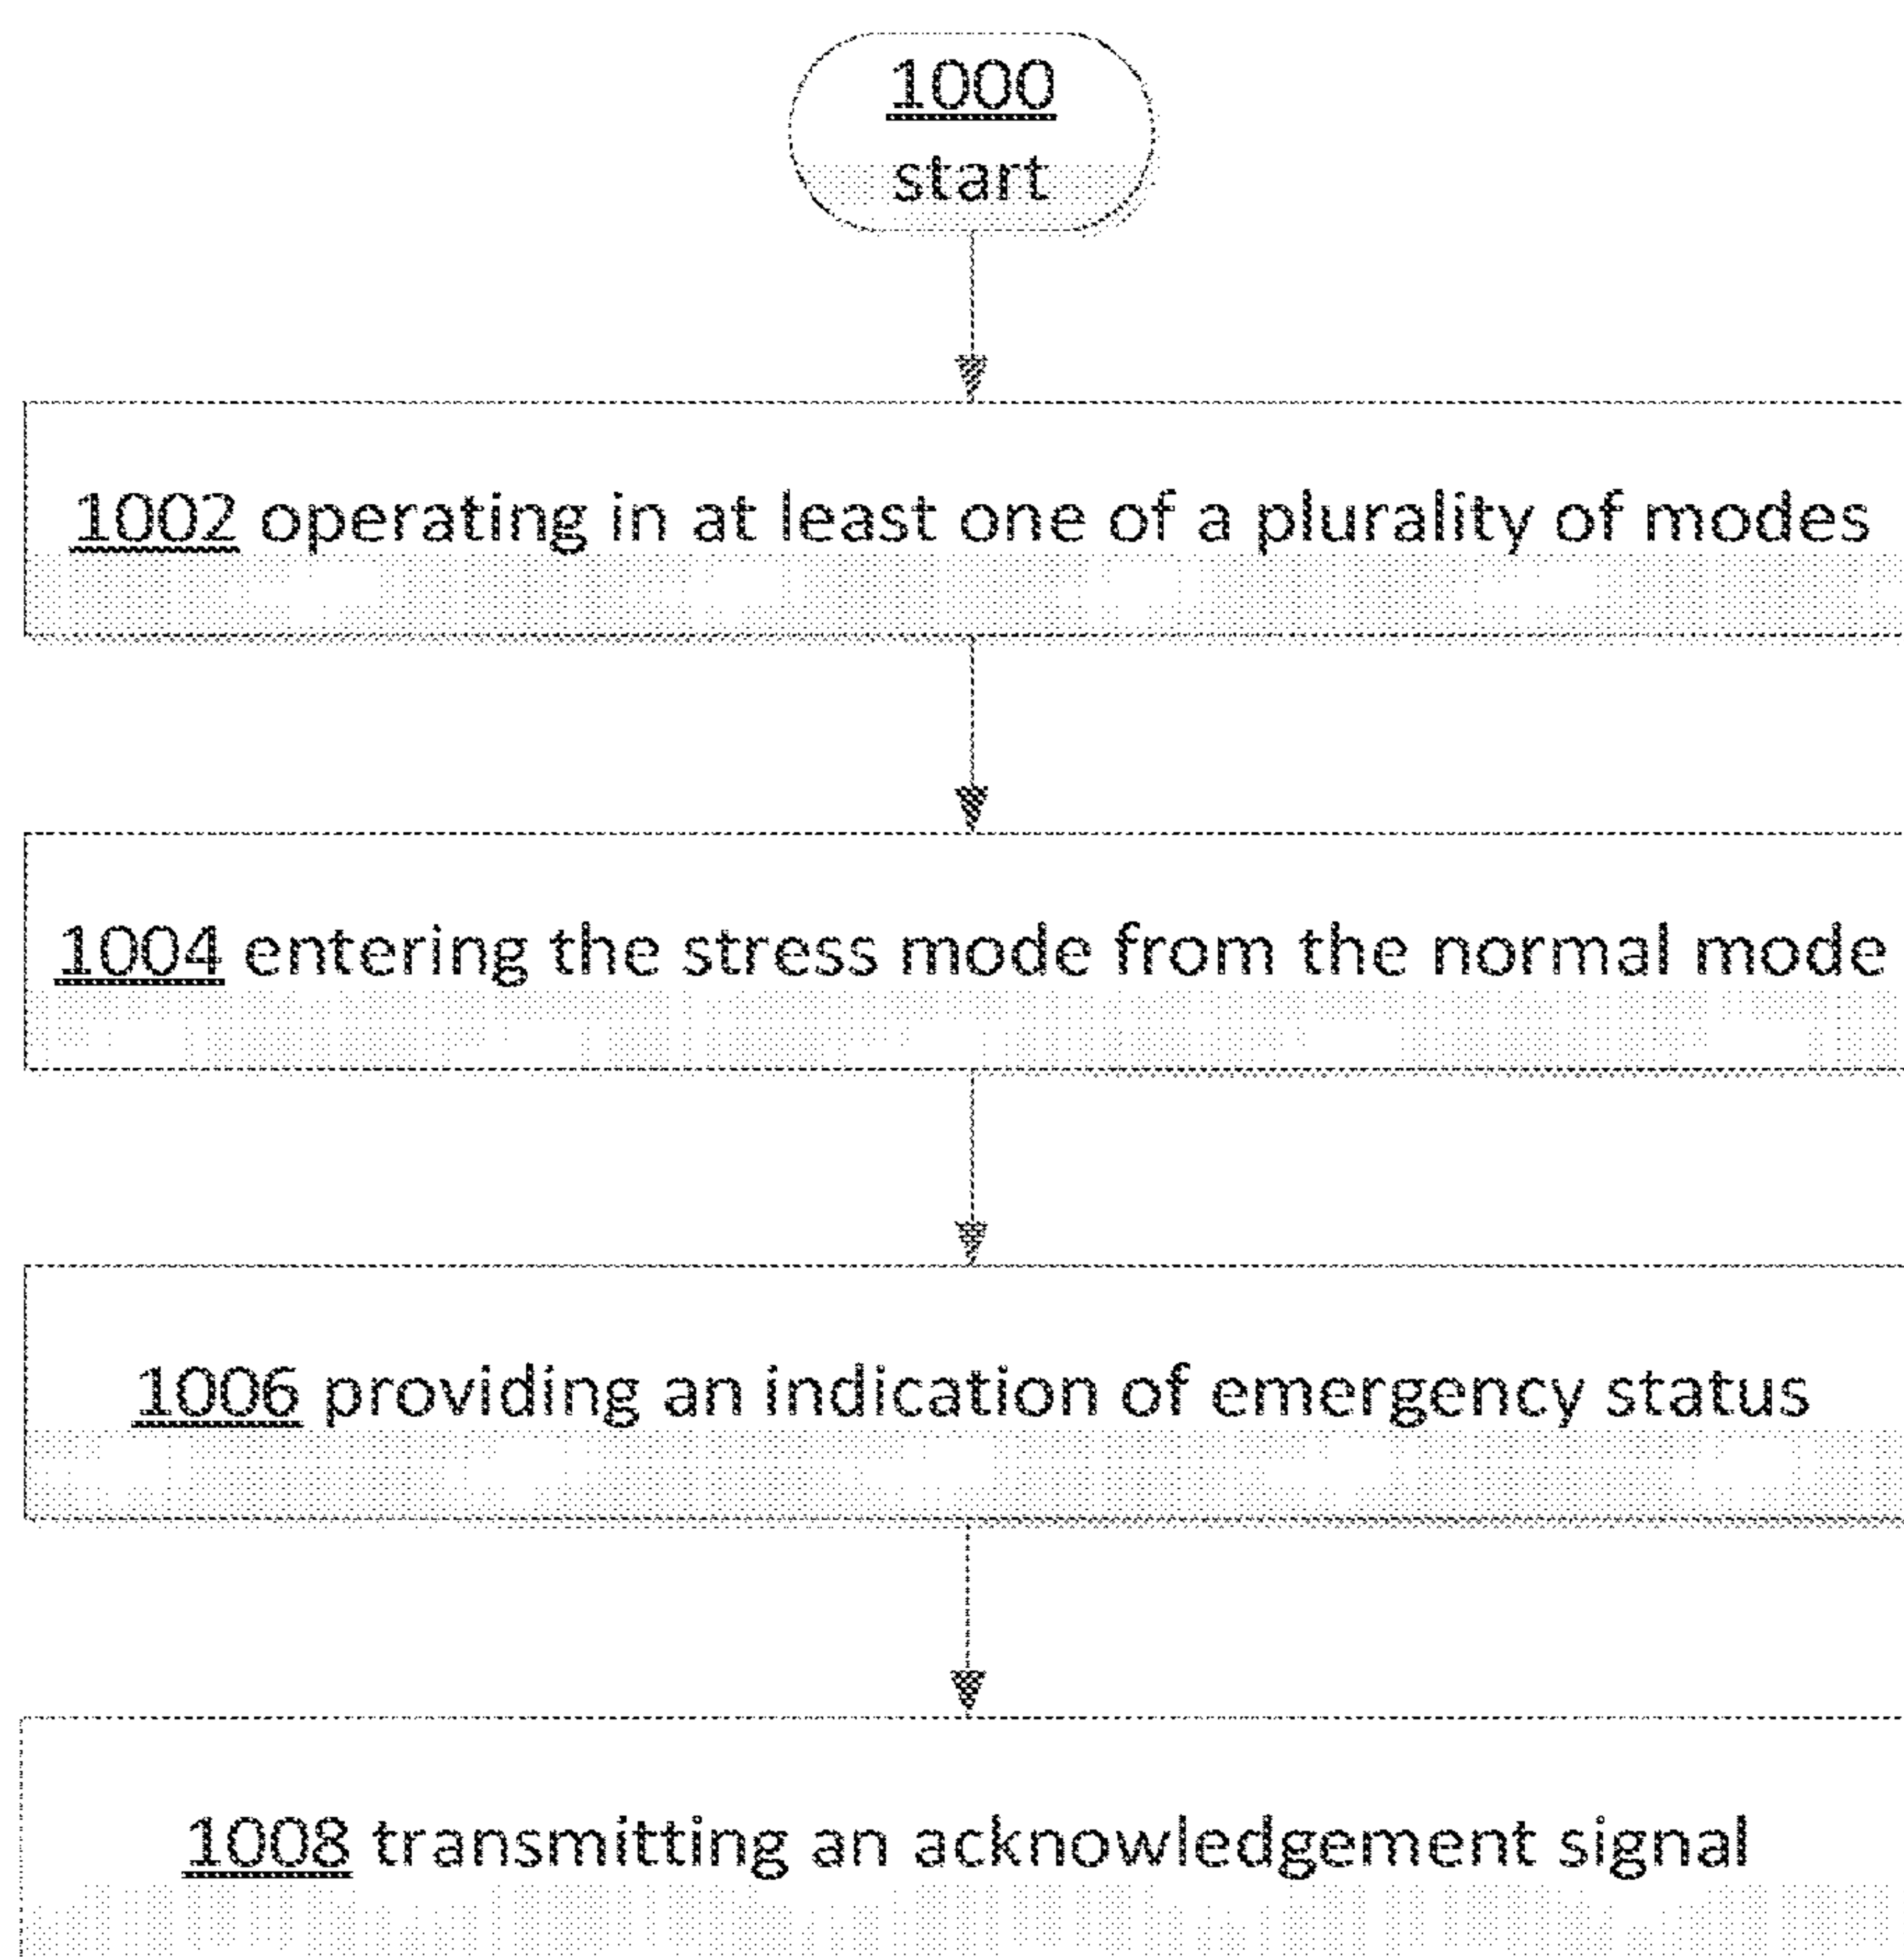 1000
start
1002 operating in at least one of a plurality of modes
1004 entering the stress mode from the normal mode
1006 providing an indication of emergency status
1008 transmitting an acknowledgement signal